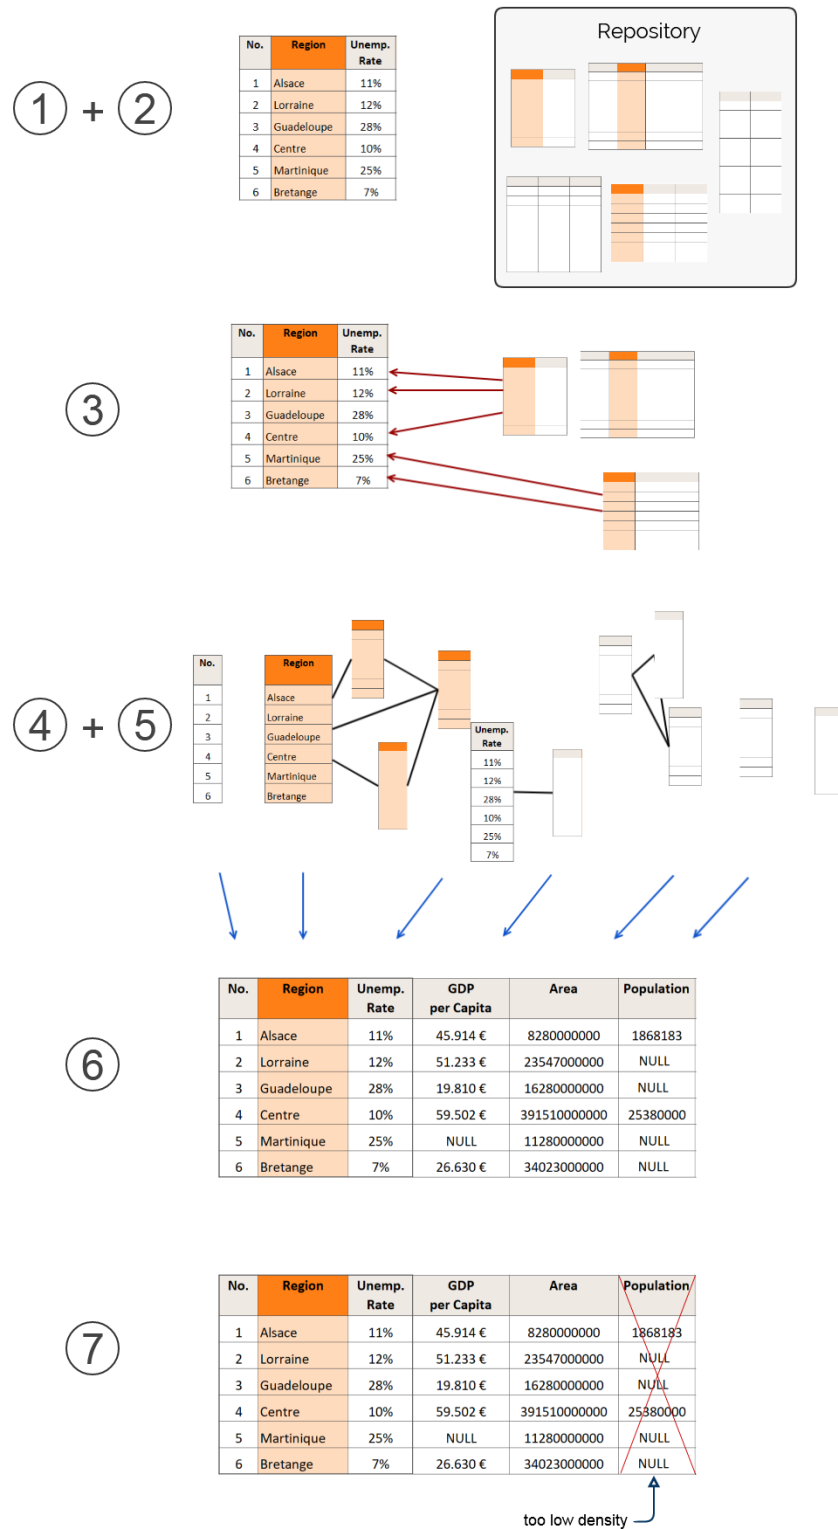 Repository
1 + 2
No. Region Unemp. Rate
1 Alsace 11%
2 Lorraine 12%
3 Guadeloupe 28%
4 Centre 10%
5 Martinique 25%
6 Bretange 7%
3
No. Region Unemp. Rate
1 Alsace 11%
2 Lorraine 12%
3 Guadeloupe 28%
4 Centre 10%
5 Martinique 25%
6 Bretange 7%
4 + 5
No.
1
2
3
4
5
6
Region
Alsace
Lorraine
Guadeloupe
Centre
Martinique
Bretange
Unemp.
Rate
11%
12%
28%
10%
25%
7%
6
No. Region Unemp. Rate GDP per Capita Area Population
1 Alsace 11% 45.914 € 8280000000 1868183
2 Lorraine 12% 51.233 € 23547000000 NULL
3 Guadeloupe 28% 19.810 € 16280000000 NULL
4 Centre 10% 59.502 € 391510000000 25380000
5 Martinique 25% NULL 11280000000 NULL
6 Bretange 7% 26.630 € 34023000000 NULL
7
No. Region Unemp. Rate GDP per Capita Area Population
1 Alsace 11% 45.914 € 8280000000 1868183
2 Lorraine 12% 51.233 € 23547000000 NULL
3 Guadeloupe 28% 19.810 € 16280000000 NULL
4 Centre 10% 59.502 € 391510000000 25380000
5 Martinique 25% NULL 11280000000 NULL
6 Bretange 7% 26.630 € 34023000000 NULL
too low density